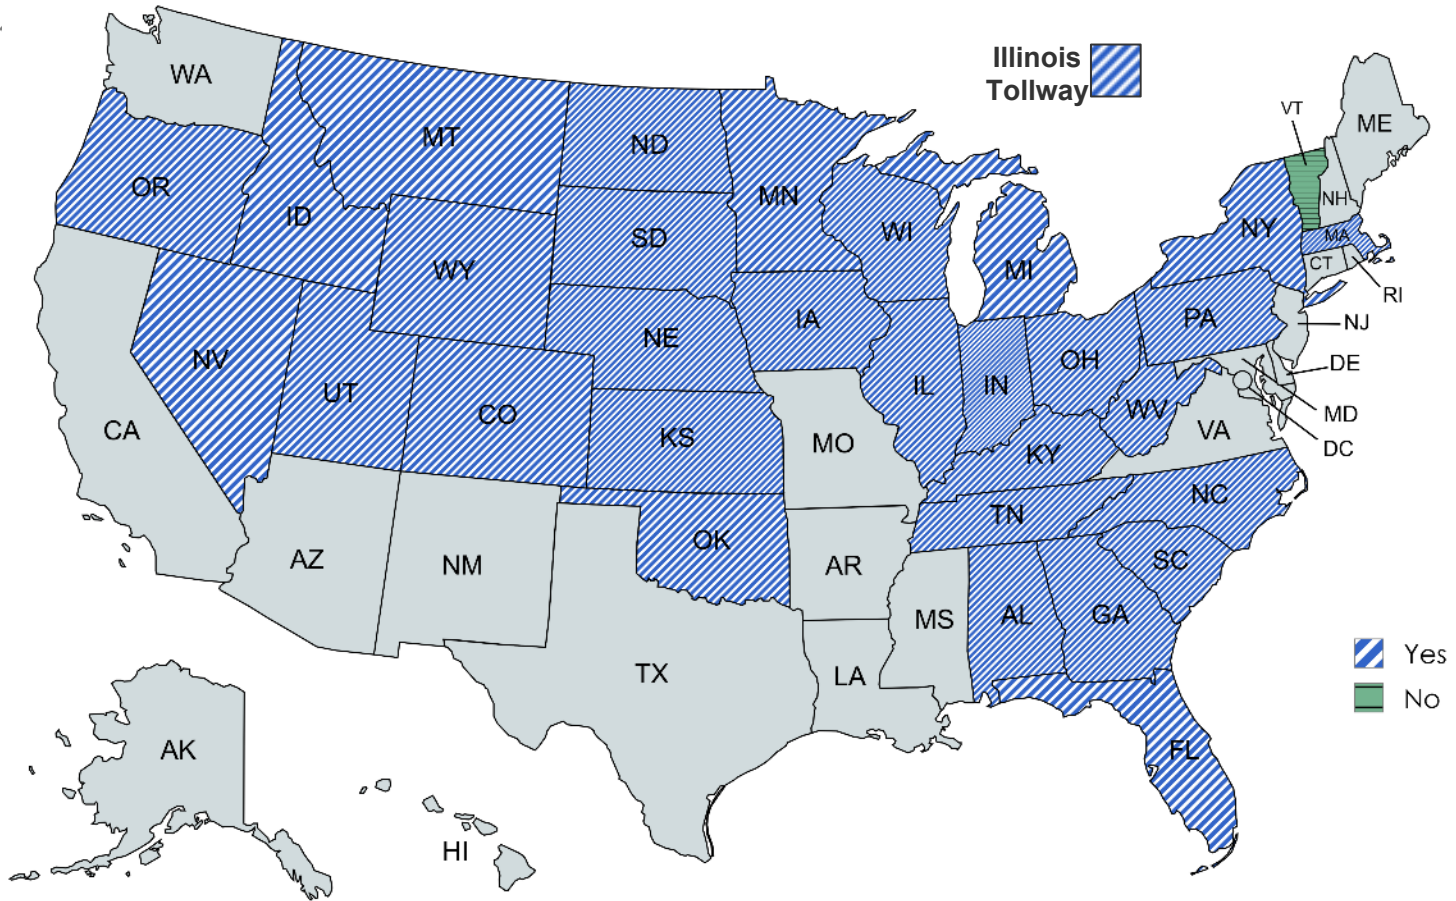 WA
Illinois
Tollway
VT
ME
MT
ND
OR
MN
NH
ID
SD
WI
NY
MA
WY
MI
CT
RI
IA
PA
NJ
NE
NV
OH
DE
UT
IL
IN
CO
WV
MD
CA
KS
MO
VA
DC
KY
NC
TN
OK
AZ
NM
AR
SC
MS
AL
GA
TX
LA
Yes
No
AK
FL
HI